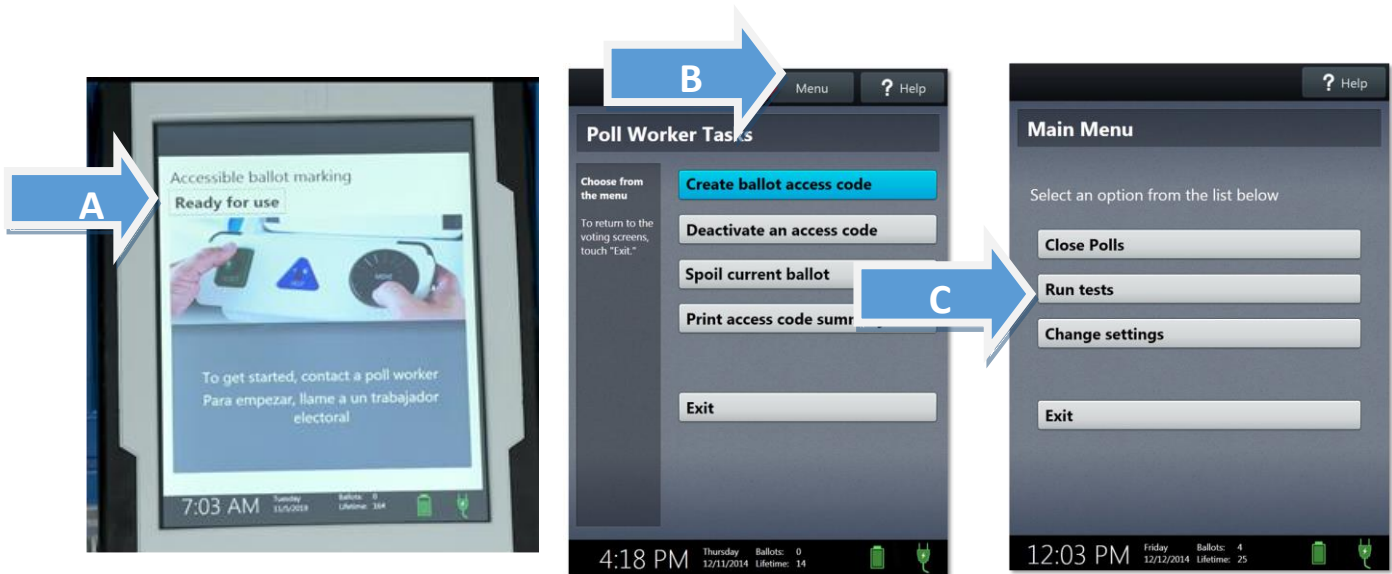 A
Accessible ballot marking
Ready for use
To get started, contact a poll worker
Para empezar, llame a un trabajador
electoral
7:03 AM
Tuesday
11/5/2019
Ballots: 0
Lifetime: 164
B
Menu
? Help
Poll Worker Tasks
Choose from
the menu
To return to the
voting screens,
touch "Exit."
Create ballot access code
Deactivate an access code
Spoil current ballot
Print access code
Exit
4:18 PM
Thursday
12/11/2014
Ballots: 0
Lifetime: 14
C
? Help
Main Menu
Select an option from the list below
Close Polls
Run tests
Change settings
Exit
12:03 PM
Friday
12/12/2014
Ballots: 4
Lifetime: 25